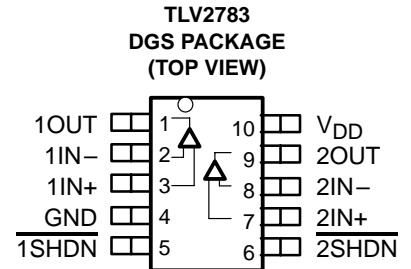 TLV2783
DGS PACKAGE
(TOP VIEW)
1OUT 1 10 VDD
1IN− 2 9 2OUT
1IN+ 3 8 2IN−
GND 4 7 2IN+
1SHDN 5 6 2SHDN